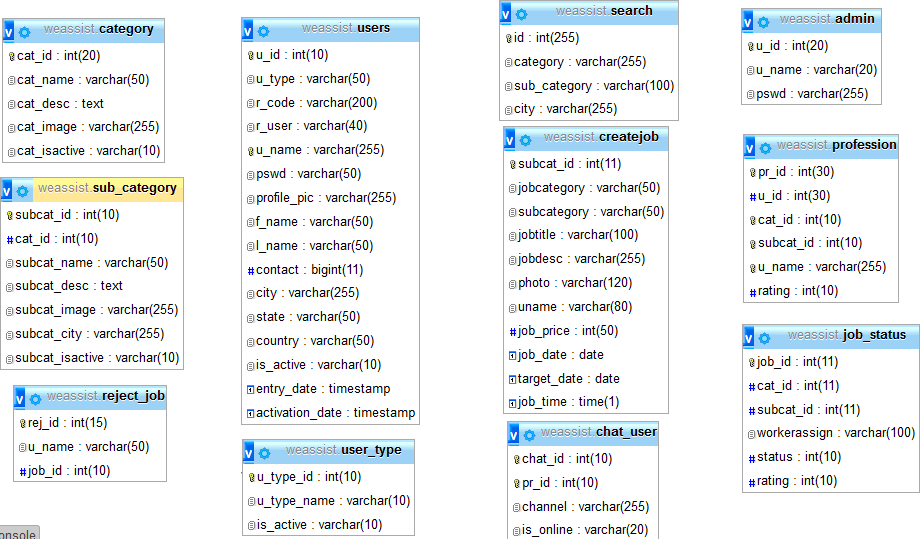 weassist category
cat_id : int(20)
cat_name : varchar(50)
cat_desc : text
cat_image : varchar(255)
cat_isactive : varchar(10)
weassist sub_category
subcat_id : int(10)
cat_id : int(10)
subcat_name : varchar(50)
subcat_desc : text
subcat_image : varchar(255)
subcat_city : varchar(255)
subcat_isactive : varchar(10)
weassist reject_job
rej_id : int(15)
u_name : varchar(50)
job_id : int(10)
onsole
weassist users
u_id : int(10)
u_type : varchar(50)
r_code : varchar(200)
r_user : varchar(40)
u_name : varchar(255)
pswd : varchar(50)
profile_pic : varchar(255)
f_name : varchar(50)
l_name : varchar(50)
contact : bigint(11)
city : varchar(255)
state : varchar(50)
country : varchar(50)
is_active : varchar(10)
entry_date : timestamp
activation_date : timestamp
weassist user_type
u_type_id : int(10)
u_type_name : varchar(10)
is_active : varchar(10)
weassist search
id : int(255)
category : varchar(255)
sub_category : varchar(100)
city : varchar(255)
weassist createjob
subcat_id : int(11)
jobcategory : varchar(50)
subcategory : varchar(50)
jobtitle : varchar(100)
jobdesc : varchar(255)
photo : varchar(120)
uname : varchar(80)
job_price : int(50)
job_date : date
target_date : date
job_time : time(1)
weassist chat_user
chat_id : int(10)
pr_id : int(10)
channel : varchar(255)
is_online : varchar(20)
weassist admin
u_id : int(20)
u_name : varchar(20)
pswd : varchar(255)
weassist profession
pr_id : int(30)
u_id : int(30)
cat_id : int(10)
subcat_id : int(10)
u_name : varchar(255)
rating : int(10)
weassist job_status
job_id : int(11)
cat_id : int(11)
subcat_id : int(11)
workerassign : varchar(100)
status : int(10)
rating : int(10)